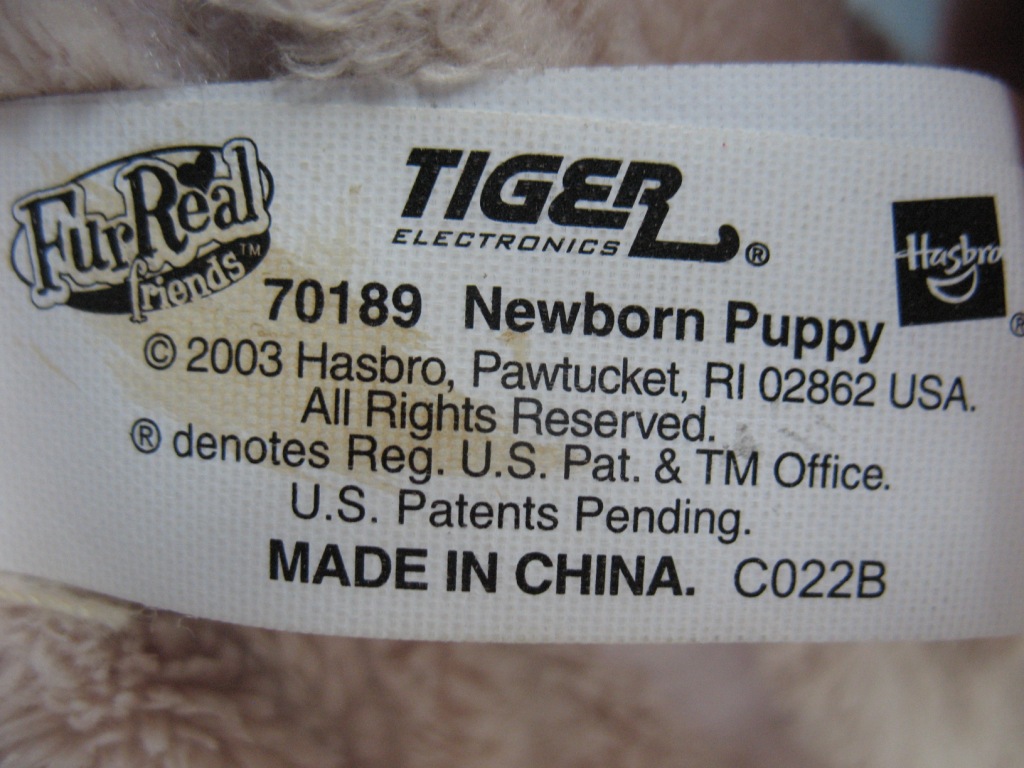 FurReal friends™
TIGER
ELECTRONICS ®
Hasbro ®
70189 Newborn Puppy
© 2003 Hasbro, Pawtucket, RI 02862 USA.
All Rights Reserved.
® denotes Reg. U.S. Pat. & TM Office.
U.S. Patents Pending.
MADE IN CHINA. C022B